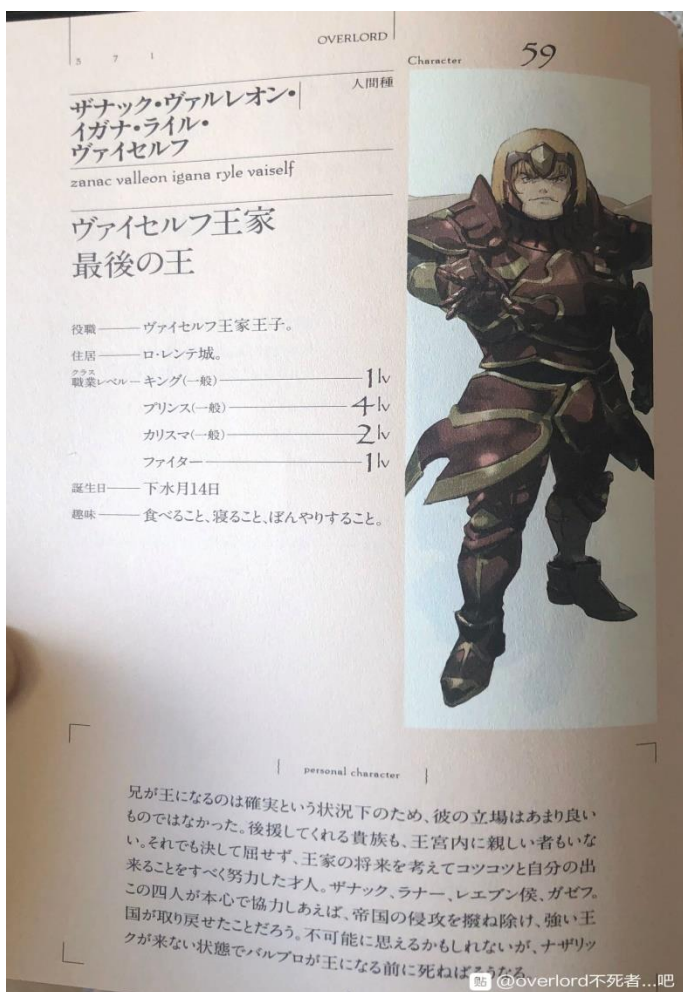 371
OVERLORD
Character 59
人間種
ザナック・ヴァルレオン・
イガナ・ライル・
ヴァイセルフ
zanac valleon igana ryle vaiself
ヴァイセルフ王家
最後の王
役職――ヴァイセルフ王家王子。
住居――ロ・レンテ城。
クラス
職業レベル―キング(一般)――1lv
プリンス(一般)――4lv
カリスマ(一般)――2lv
ファイター――1lv
誕生日――下水月14日
趣味――食べること、寝ること、ぼんやりすること。
personal character
兄が王になるのは確実という状況下のため、彼の立場はあまり良い
ものではなかった。後援してくれる貴族も、王宮内に親しい者もいな
い。それでも決して屈せず、王家の将来を考えてコツコツと自分の出
来ることをすべく努力した才人。ザナック、ラナー、レエブン侯、ガゼフ。
この四人が本心で協力しあえば、帝国の侵攻を撥ね除け、強い王
国が取り戻せたことだろう。不可能に思えるかもしれないが、ナザリッ
クが来ない状態でバルブロが王になる前に死ねばそうなる
貼 @overlord不死者...吧